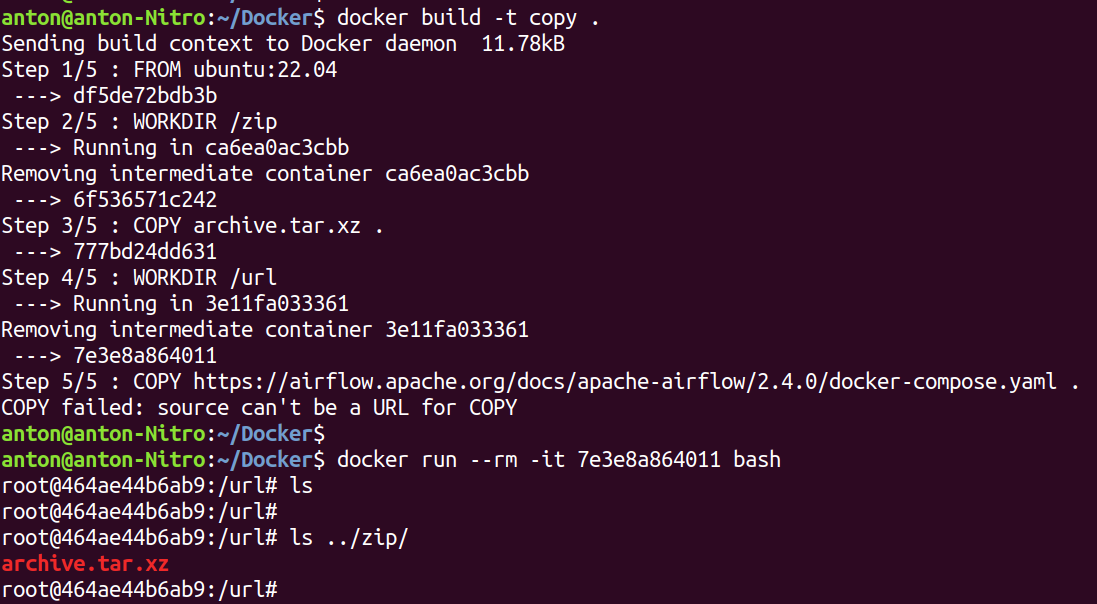 anton@anton-Nitro:~/Docker$ docker build -t copy .
Sending build context to Docker daemon  11.78kB
Step 1/5 : FROM ubuntu:22.04
 ---> df5de72bdb3b
Step 2/5 : WORKDIR /zip
 ---> Running in ca6ea0ac3cbb
Removing intermediate container ca6ea0ac3cbb
 ---> 6f536571c242
Step 3/5 : COPY archive.tar.xz .
 ---> 777bd24dd631
Step 4/5 : WORKDIR /url
 ---> Running in 3e11fa033361
Removing intermediate container 3e11fa033361
 ---> 7e3e8a864011
Step 5/5 : COPY https://airflow.apache.org/docs/apache-airflow/2.4.0/docker-compose.yaml .
COPY failed: source can't be a URL for COPY
anton@anton-Nitro:~/Docker$
anton@anton-Nitro:~/Docker$ docker run --rm -it 7e3e8a864011 bash
root@464ae44b6ab9:/url# ls
root@464ae44b6ab9:/url#
root@464ae44b6ab9:/url# ls ../zip/
archive.tar.xz
root@464ae44b6ab9:/url#